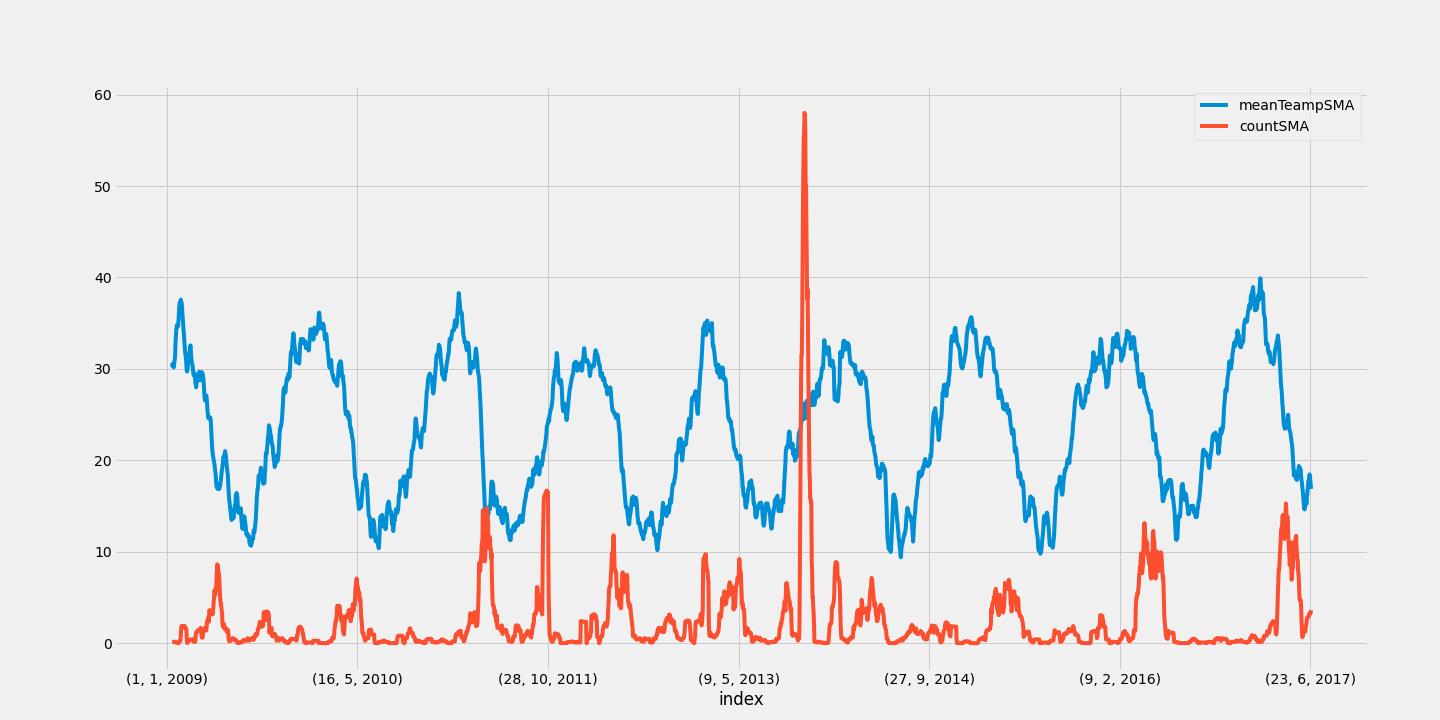 60
50
40
30
20
10
0
meanTeampSMA
countSMA
(1, 1, 2009)
(16, 5, 2010)
(28, 10, 2011)
(9, 5, 2013)
(27, 9, 2014)
(9, 2, 2016)
(23, 6, 2017)
index